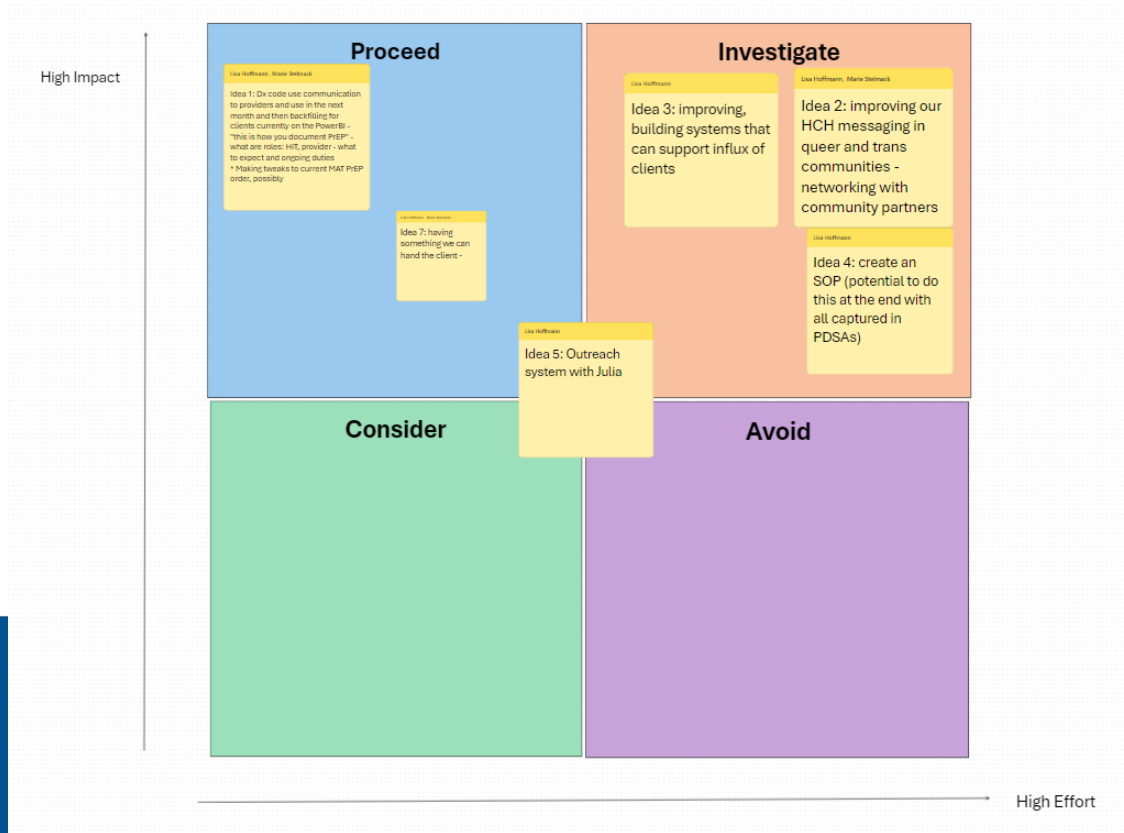 High Impact
Proceed
Lisa Hoffmann, Marie Stelmack
Idea 1: Dx code use communication
to providers and use in the next
month and then backfilling for
clients currently on the PowerBI -
"this is how you document PrEP" -
what are roles: HIT, provider - what
to expect and ongoing duties
* Making tweaks to current MAT PrEP
order, possibly
Lisa Hoffmann, Marie Stelmack
Idea 7: having
something we can
hand the client -
Investigate
Lisa Hoffmann
Idea 3: improving,
building systems that
can support influx of
clients
Lisa Hoffmann, Marie Stelmack
Idea 2: improving our
HCH messaging in
queer and trans
communities -
networking with
community partners
Lisa Hoffmann
Idea 4: create an
SOP (potential to do
this at the end with
all captured in
PDSAs)
Lisa Hoffmann
Idea 5: Outreach
system with Julia
Consider
Avoid
High Effort